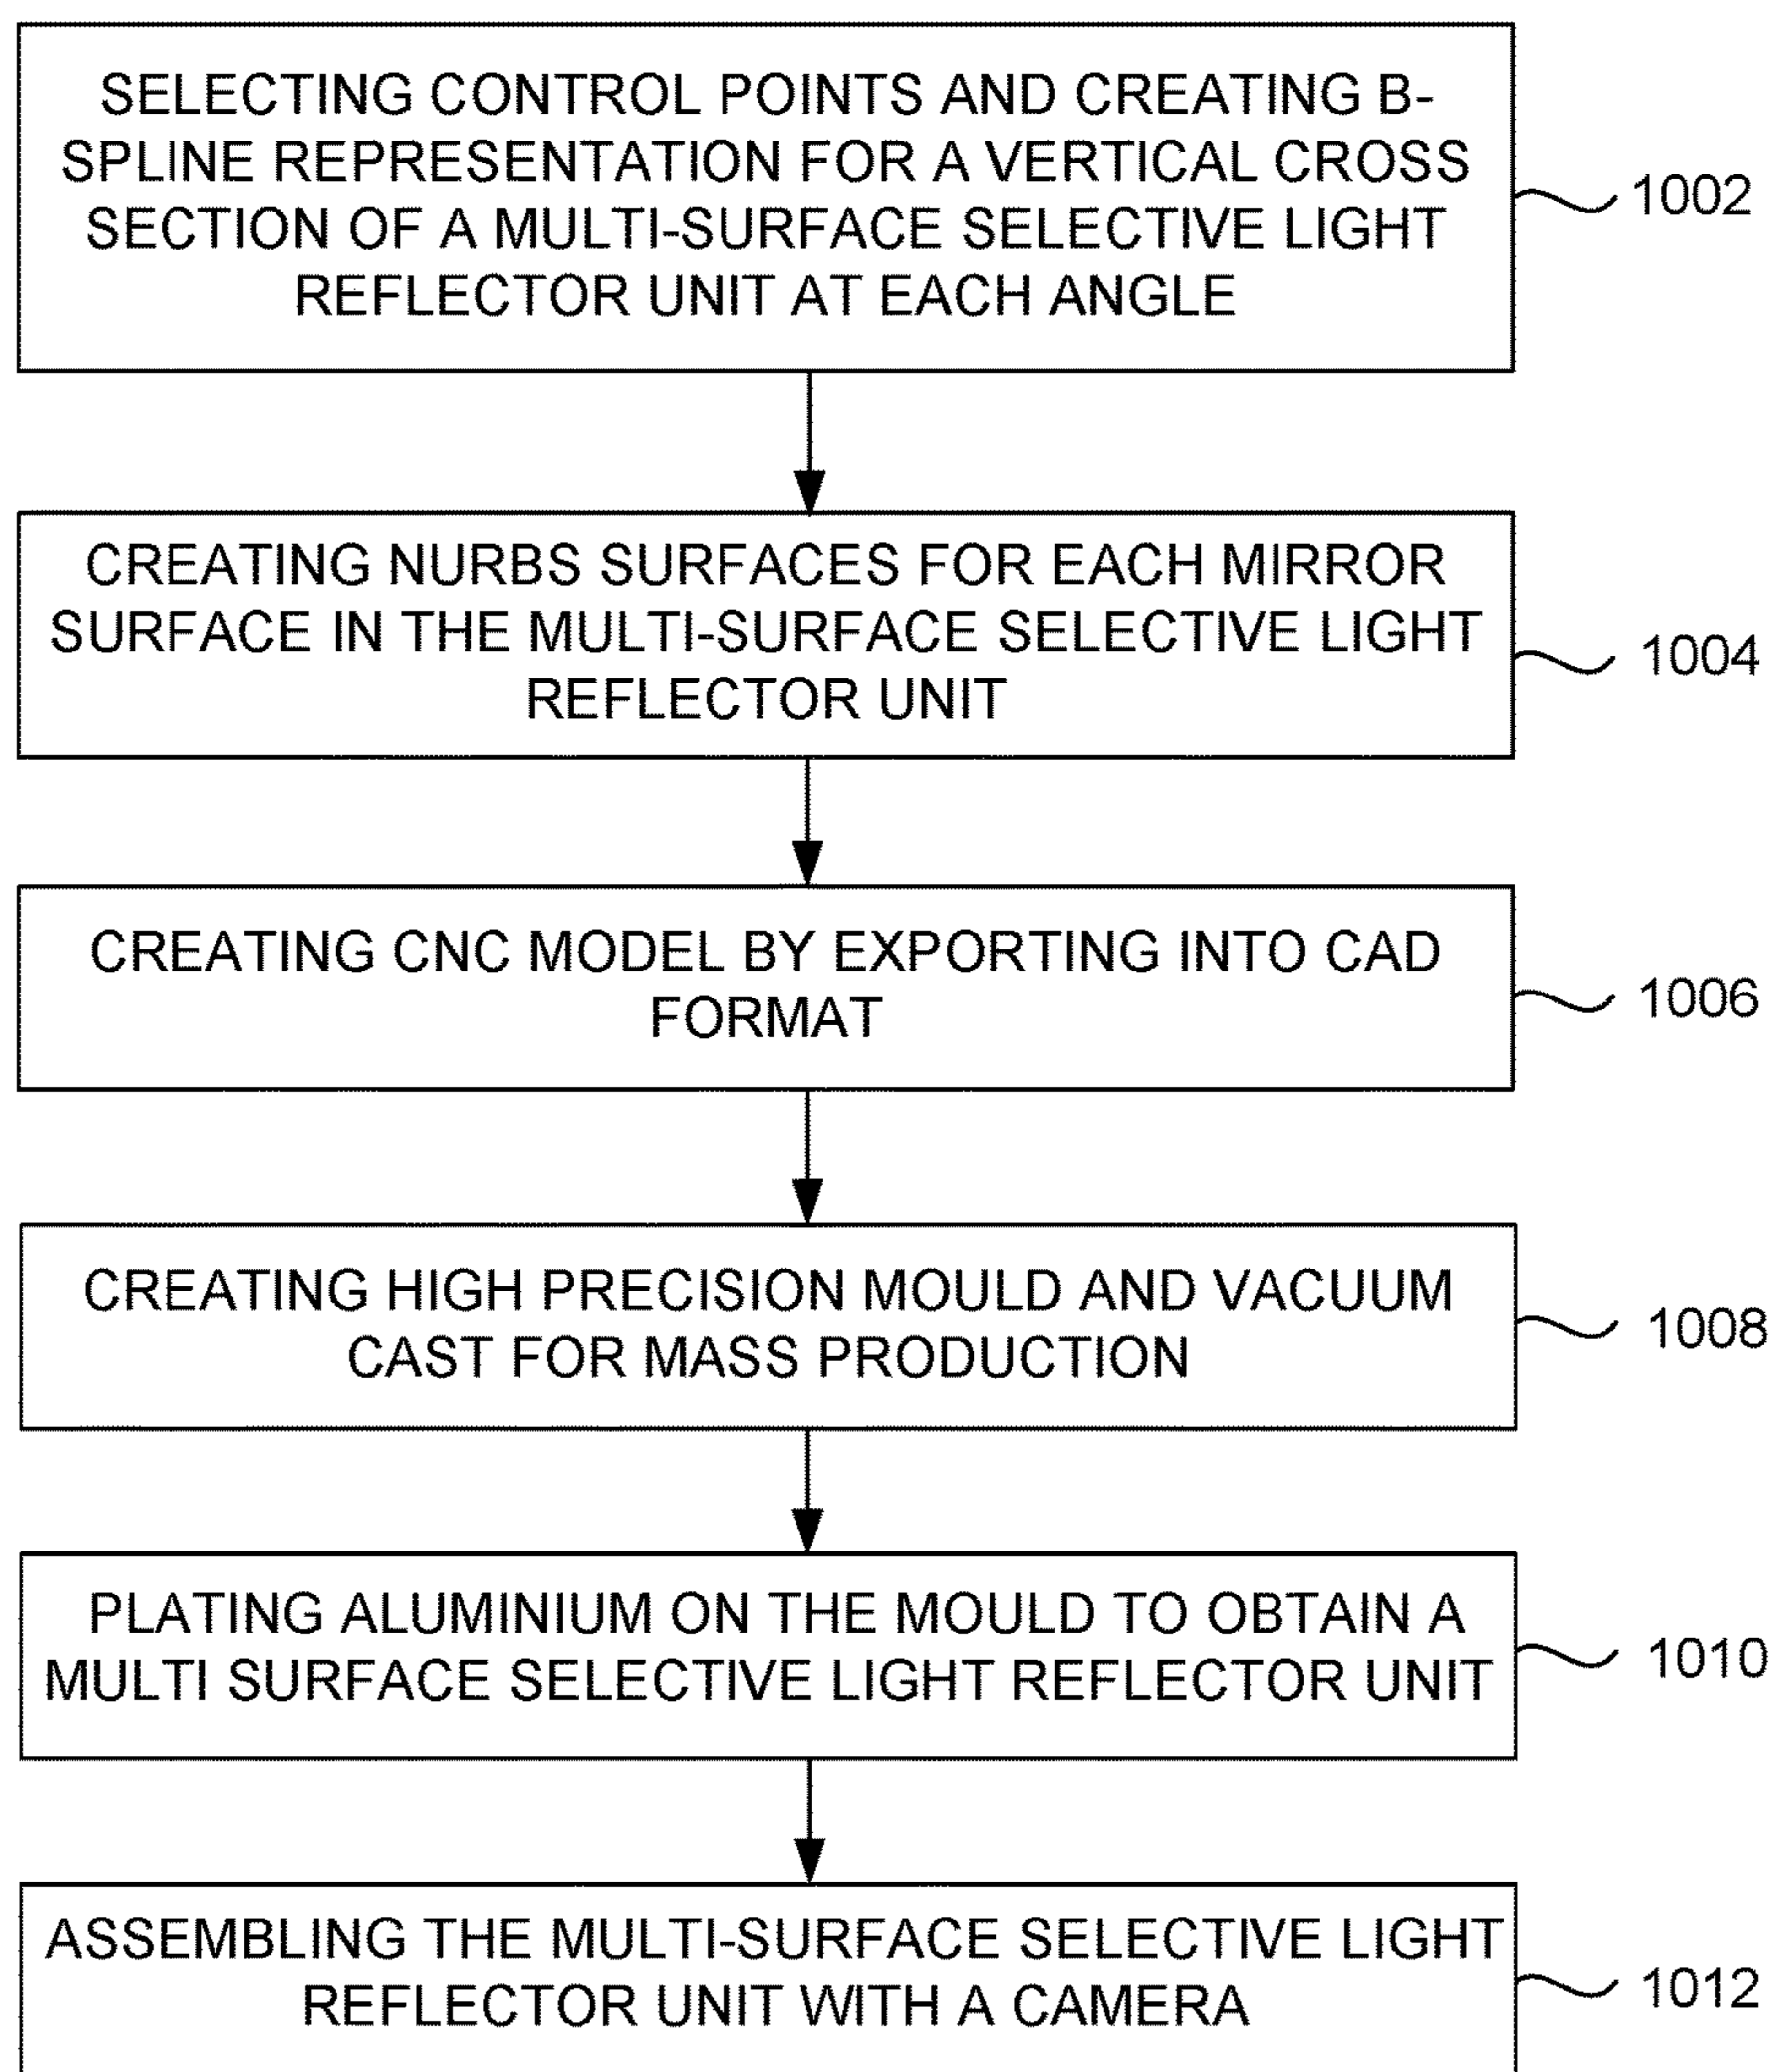 SELECTING CONTROL POINTS AND CREATING B-
SPLINE REPRESENTATION FOR A VERTICAL CROSS
SECTION OF A MULTI-SURFACE SELECTIVE LIGHT
REFLECTOR UNIT AT EACH ANGLE
1002
CREATING NURBS SURFACES FOR EACH MIRROR
SURFACE IN THE MULTI-SURFACE SELECTIVE LIGHT
REFLECTOR UNIT
1004
CREATING CNC MODEL BY EXPORTING INTO CAD
FORMAT
1006
CREATING HIGH PRECISION MOULD AND VACUUM
CAST FOR MASS PRODUCTION
1008
PLATING ALUMINIUM ON THE MOULD TO OBTAIN A
MULTI SURFACE SELECTIVE LIGHT REFLECTOR UNIT
1010
ASSEMBLING THE MULTI-SURFACE SELECTIVE LIGHT
REFLECTOR UNIT WITH A CAMERA
1012